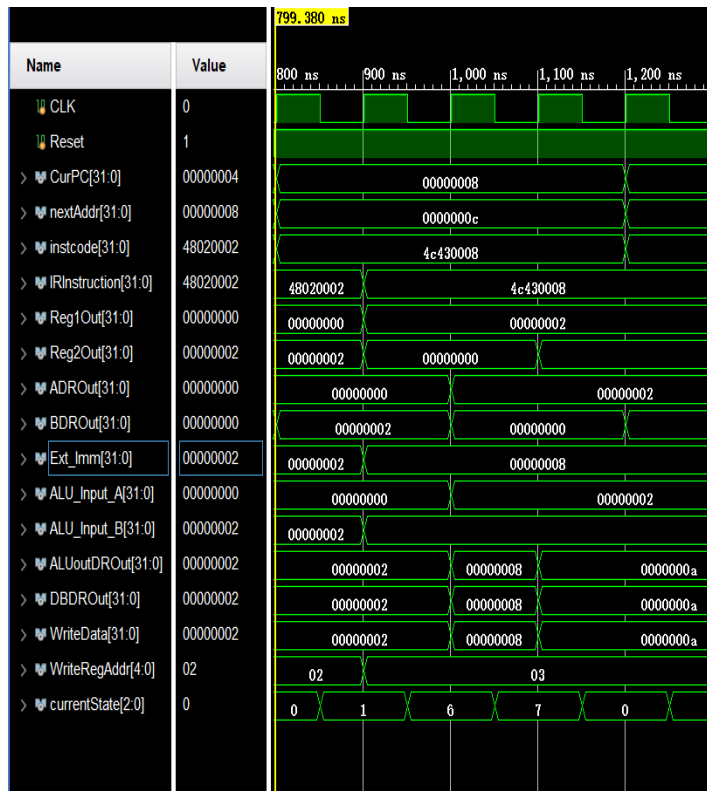 799.380 ns
Name Value 800 ns 900 ns 1,000 ns 1,100 ns 1,200 ns
CLK 0
Reset 1
CurPC[31:0] 00000004 00000008
nextAddr[31:0] 00000008 0000000c
instcode[31:0] 48020002 4c430008
IRInstruction[31:0] 48020002 48020002 4c430008
Reg1Out[31:0] 00000000 00000000 00000002
Reg2Out[31:0] 00000002 00000002 00000000
ADROut[31:0] 00000000 00000000 00000002
BDROut[31:0] 00000000 00000002 00000000
Ext_Imm[31:0] 00000002 00000002 00000008
ALU_Input_A[31:0] 00000000 00000000 00000002
ALU_Input_B[31:0] 00000002 00000002
ALUoutDROut[31:0] 00000002 00000002 00000008 0000000a
DBDROut[31:0] 00000002 00000002 00000008 0000000a
WriteData[31:0] 00000002 00000002 00000008 0000000a
WriteRegAddr[4:0] 02 02 03
currentState[2:0] 0 0 1 6 7 0